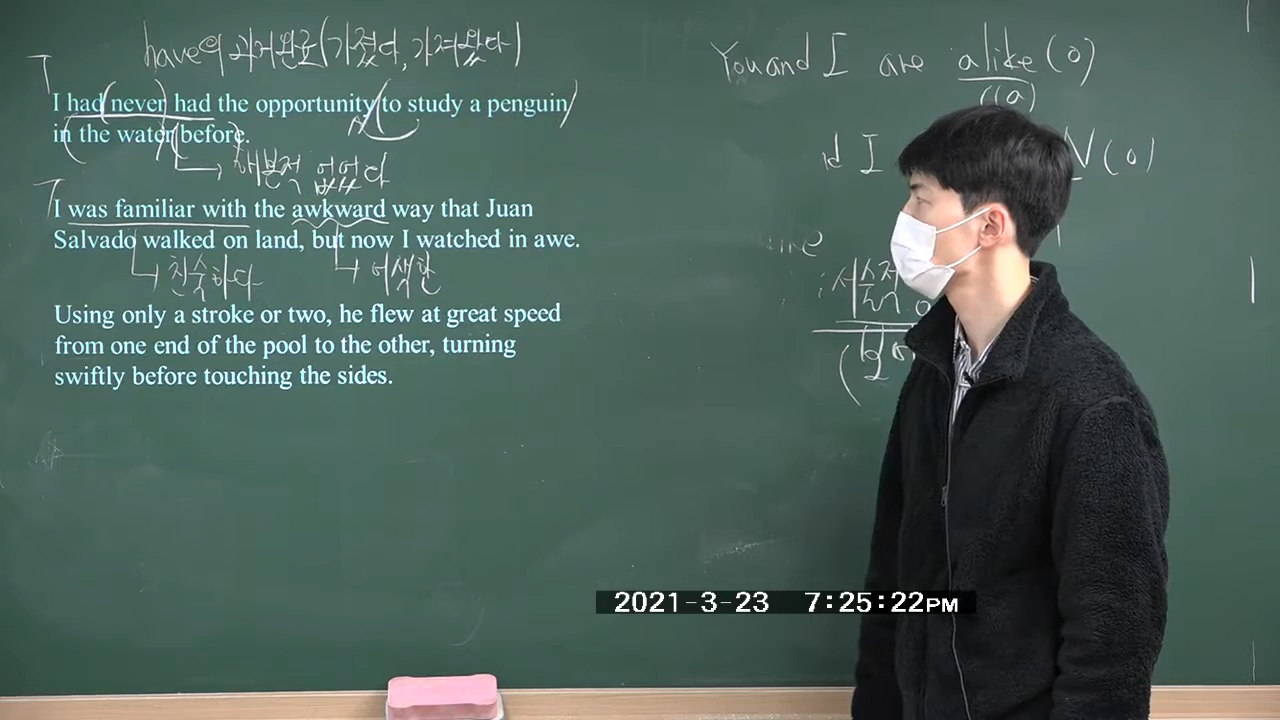 have의 과거완료(가졌다, 가져왔다)
I had never had the opportunity to study a penguin
in the water before.
해본적 없었다
I was familiar with the awkward way that Juan
Salvado walked on land, but now I watched in awe.
친숙하다
어색한
Using only a stroke or two, he flew at great speed
from one end of the pool to the other, turning
swiftly before touching the sides.
You and I are alike (O)
(a)
I N (O)
서술적
2021-3-23 7:25:22PM